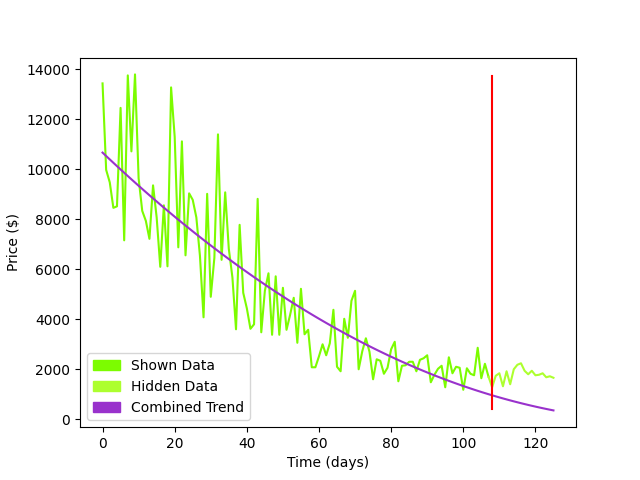 14000
12000
10000
8000
6000
4000
2000
0
Price ($)
Shown Data
Hidden Data
Combined Trend
0 20 40 60 80 100 120
Time (days)